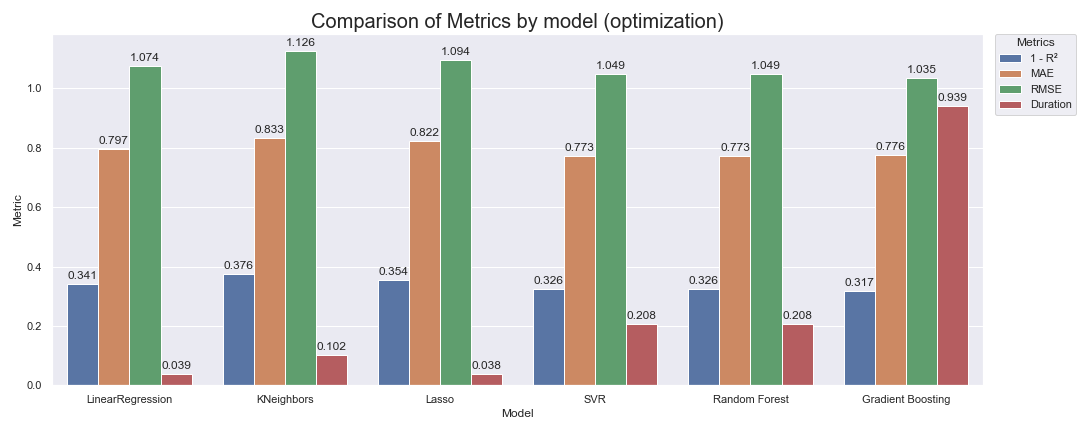 Comparison of Metrics by model (optimization)
Metrics
1 - R²
MAE
RMSE
Duration
Metric
1.0
0.8
0.6
0.4
0.2
0.0
0.341
0.797
1.074
0.039
0.376
0.833
1.126
0.102
0.354
0.822
1.094
0.038
0.326
0.773
1.049
0.208
0.326
0.773
1.049
0.208
0.317
0.776
1.035
0.939
LinearRegression
KNeighbors
Lasso
SVR
Random Forest
Gradient Boosting
Model